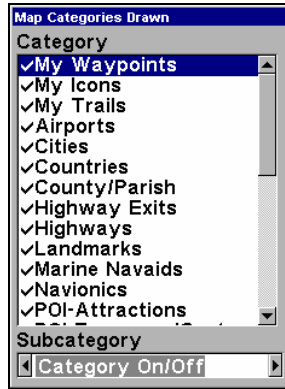 Map Categories Drawn
Category
✓My Waypoints
✓My Icons
✓My Trails
✓Airports
✓Cities
✓Countries
✓County/Parish
✓Highway Exits
✓Highways
✓Landmarks
✓Marine Navaids
✓Navionics
✓POI-Attractions
Subcategory
Category On/Off